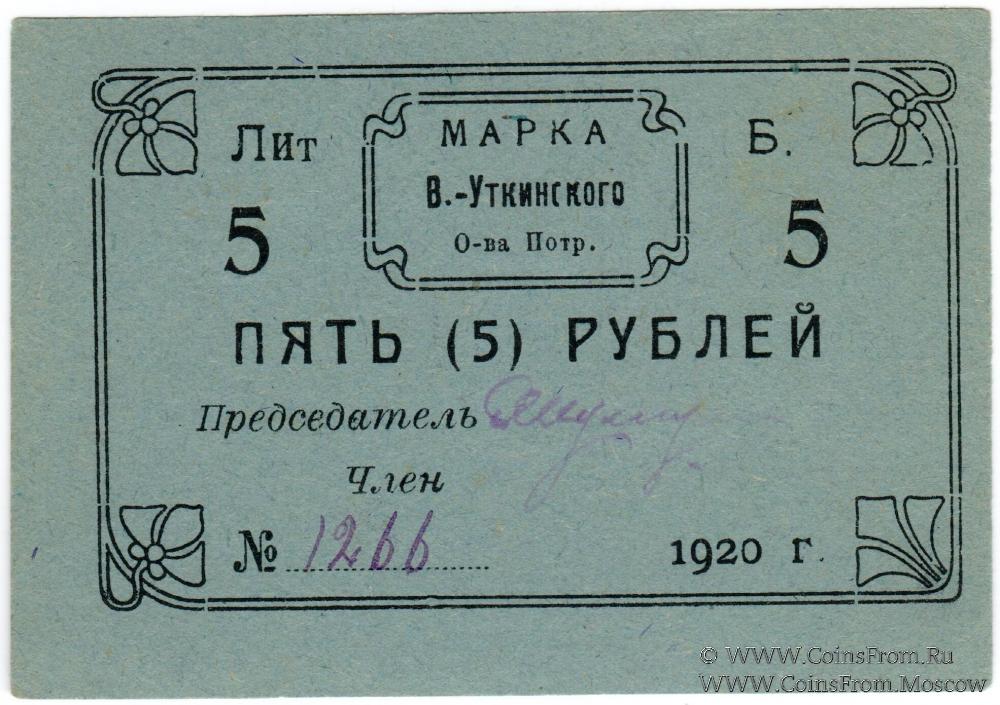 Лит МАРКА Б.
В.-Уткинского
5 О-ва Потр. 5
ПЯТЬ (5) РУБЛЕЙ
Председатель
Член
№ 1266 1920 г.
© WWW.CoinsFrom.Ru
WWW.CoinsFrom.Moscow